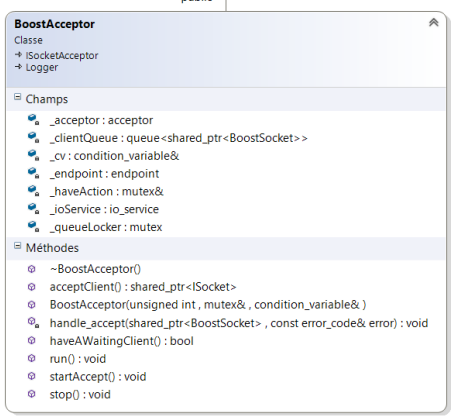 public
BoostAcceptor
Classe
ISocketAcceptor
Logger
Champs
_acceptor : acceptor
_clientQueue : queue<shared_ptr<BoostSocket>>
_cv : condition_variable&
_endpoint : endpoint
_haveAction : mutex&
_ioService : io_service
_queueLocker : mutex
Méthodes
~BoostAcceptor()
acceptClient() : shared_ptr<ISocket>
BoostAcceptor(unsigned int , mutex& , condition_variable& )
handle_accept(shared_ptr<BoostSocket> , const error_code& error) : void
haveAWaitingClient() : bool
run() : void
startAccept() : void
stop() : void